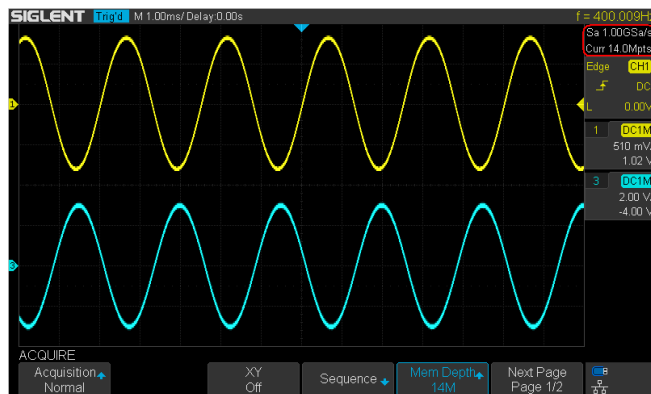 SIGLENT Trig'd M 1.00ms/ Delay:0.00s f = 400.009Hz
Sa 1.00GSa/s
Curr 14.0Mpts
Edge CH1
DC
L 0.00V
1 DC1M
510 mV/
1.02 V
3 DC1M
2.00 V/
-4.00 V
1
3
ACQUIRE
Acquisition
Normal
XY
Off
Sequence
Mem Depth
14M
Next Page
Page 1/2